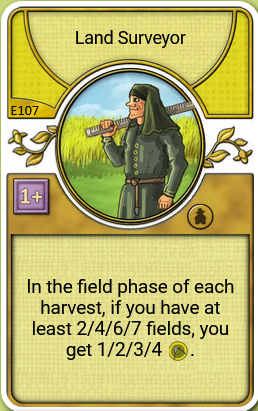 Land Surveyor
E107
1+
In the field phase of each
harvest, if you have at
least 2/4/6/7 fields, you
get 1/2/3/4 .